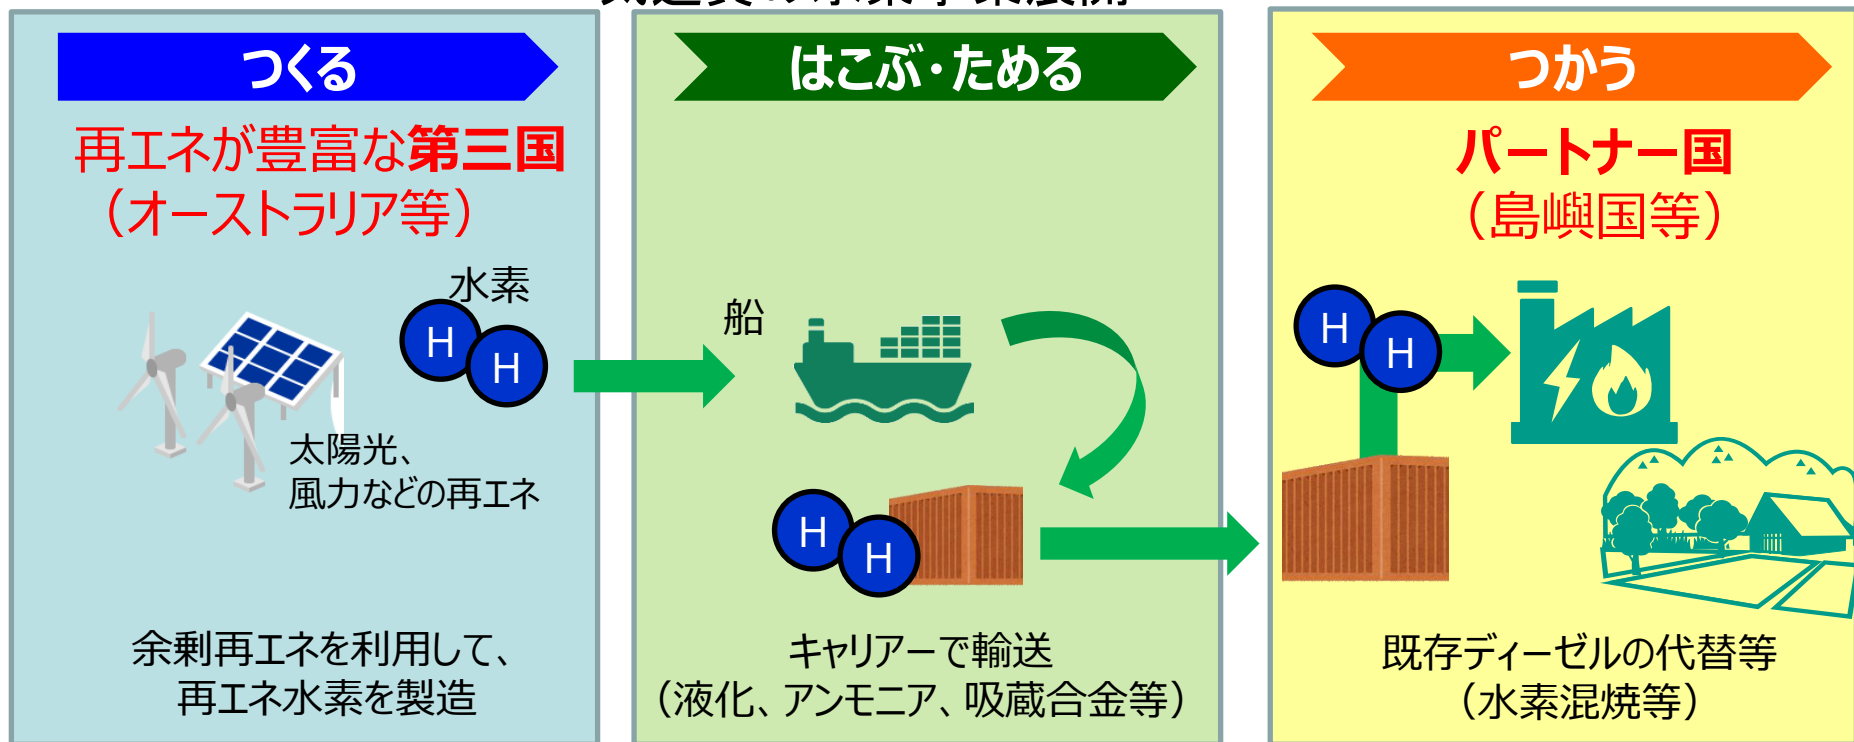 つくる
再エネが豊富な第三国
（オーストラリア等）
水素
H
H
太陽光、
風力などの再エネ
余剰再エネを利用して、
再エネ水素を製造
はこぶ・ためる
船
H
H
キャリアーで輸送
（液化、アンモニア、吸蔵合金等）
つかう
パートナー国
（島嶼国等）
H
H
既存ディーゼルの代替等
（水素混焼等）